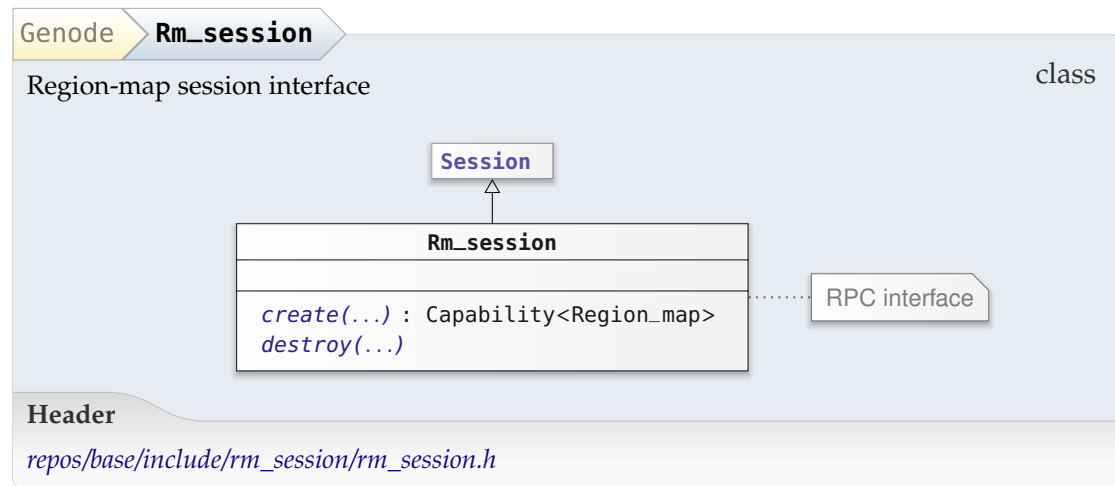 Genode Rm_session
class
Region-map session interface
Session
Rm_session
create(...) : Capability<Region_map>
destroy(...)
RPC interface
Header
repos/base/include/rm_session/rm_session.h